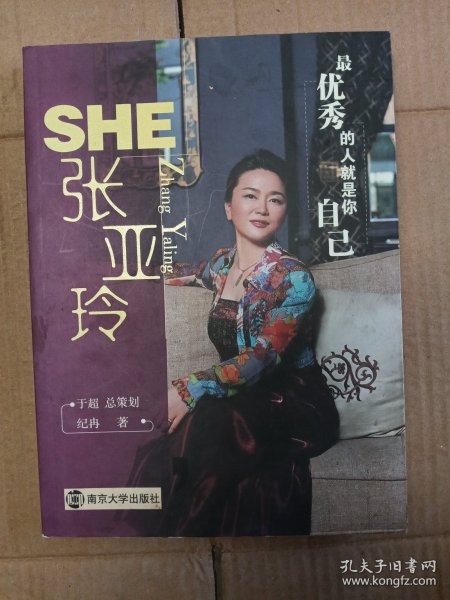 SHE
张亚玲
Zhang Yaling
最优秀的人就是你自己
于超 总策划
纪冉 著
南京大学出版社
孔夫子旧书网
www.kongfz.com